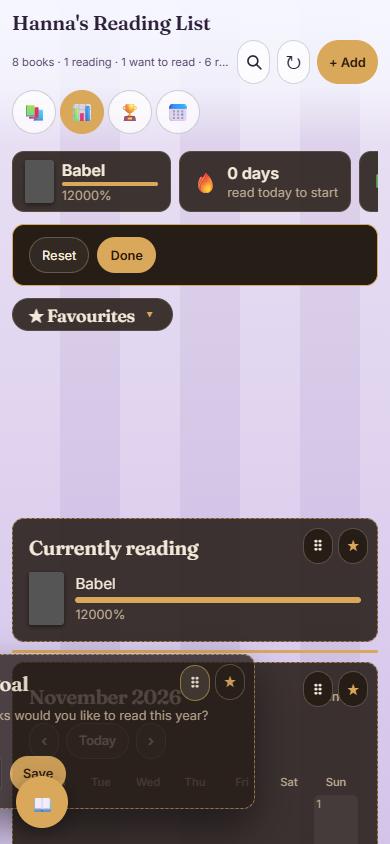 Hanna's Reading List
8 books · 1 reading · 1 want to read · 6 r...
+ Add
Babel
12000%
0 days
read today to start
Reset
Done
★ Favourites ▼
Currently reading
Babel
12000%
oal
November 2026
ks would you like to read this year?
‹
Today
›
Save
Tue Wed Thu Fri Sat Sun
1